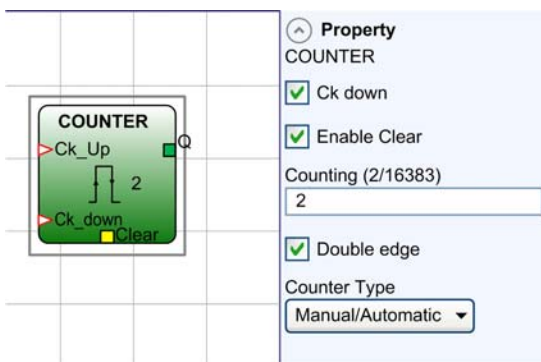 COUNTER
Ck_Up
Q
2
Ck_down
Clear
Property
COUNTER
Ck down
Enable Clear
Counting (2/16383)
2
Double edge
Counter Type
Manual/Automatic